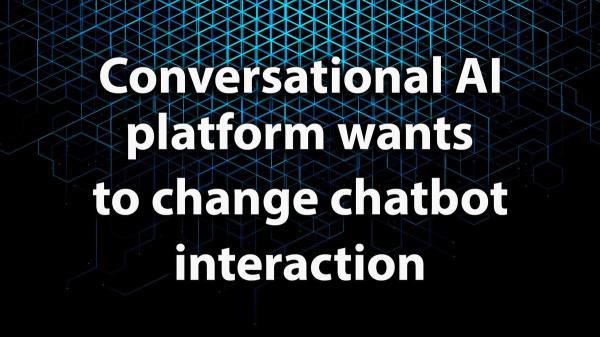 Conversational AI
platform wants
to change chatbot
interaction